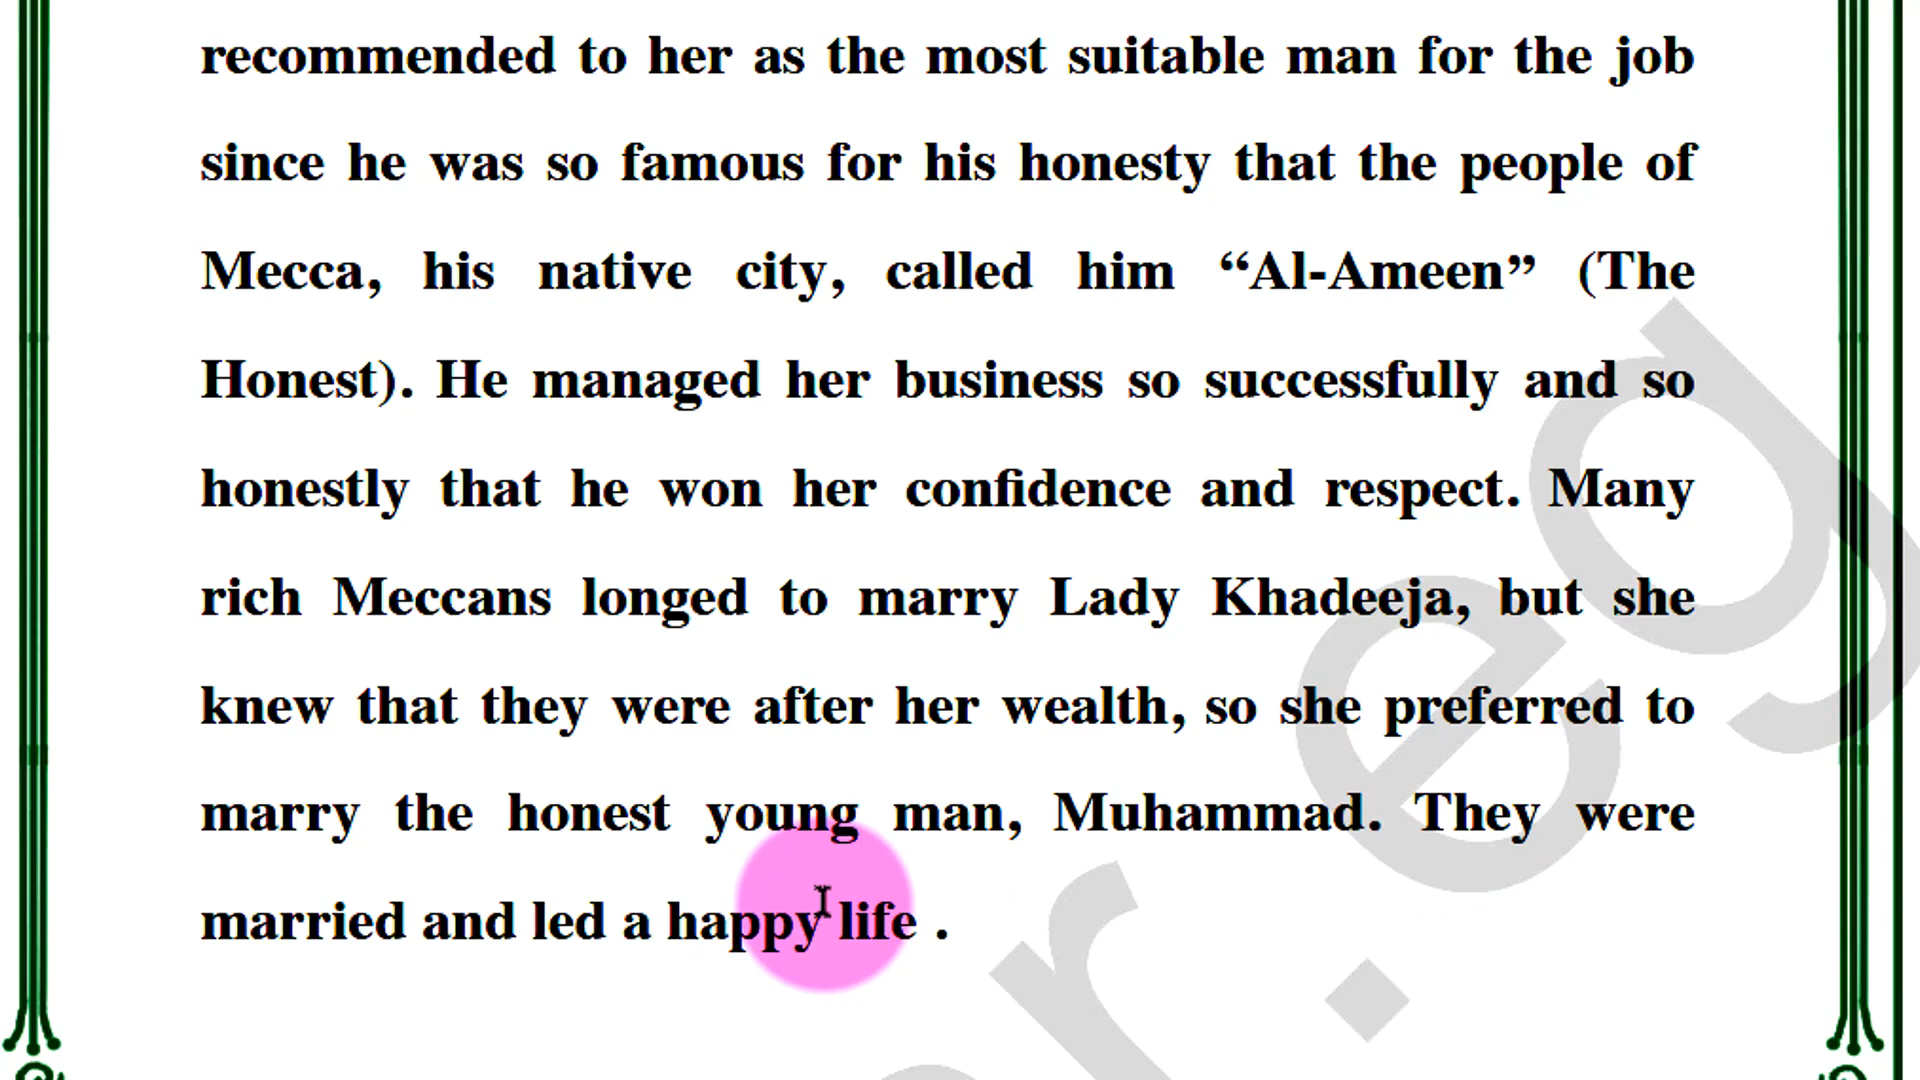 recommended to her as the most suitable man for the job
since he was so famous for his honesty that the people of
Mecca, his native city, called him “Al-Ameen” (The
Honest). He managed her business so successfully and so
honestly that he won her confidence and respect. Many
rich Meccans longed to marry Lady Khadeeja, but she
knew that they were after her wealth, so she preferred to
marry the honest young man, Muhammad. They were
married and led a happy life .
r.eg